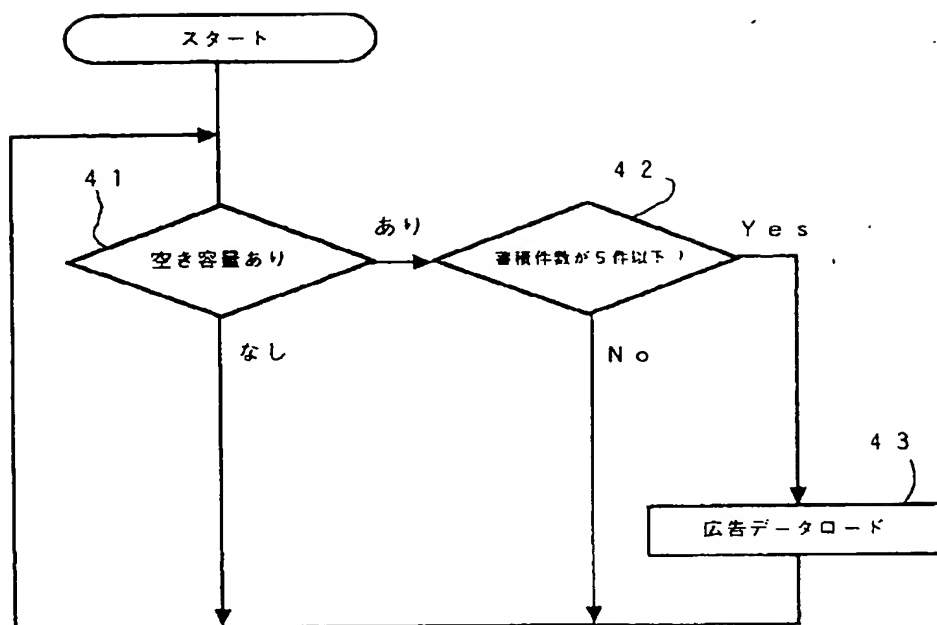 スタート
41
42
空き容量あり
あり
蓄積件数が5件以下
Yes
なし
No
43
広告データロード